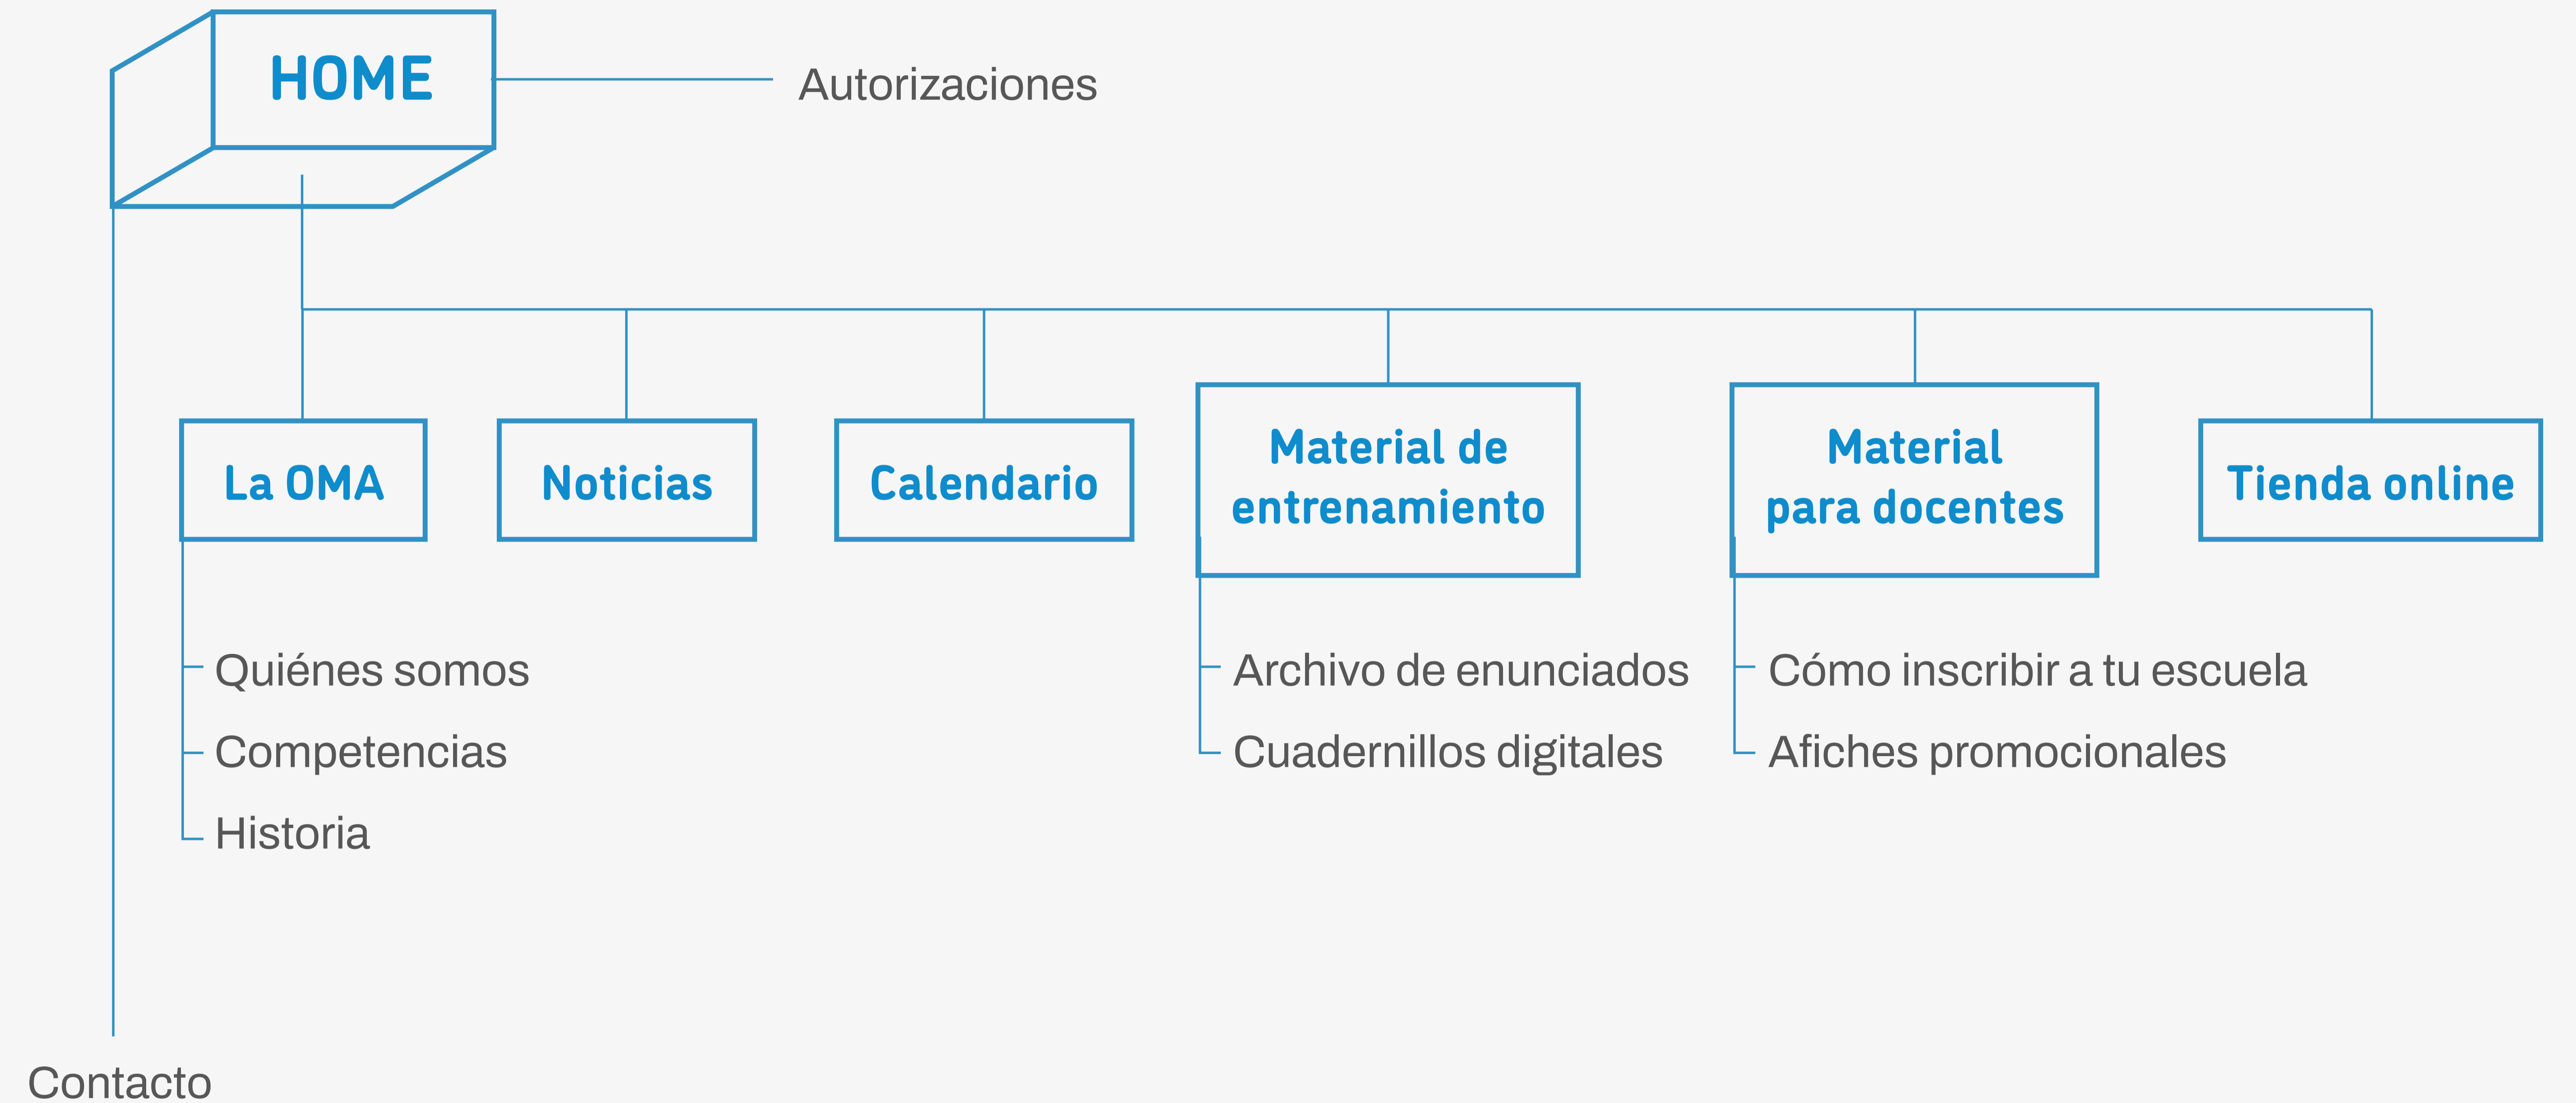 HOME
Autorizaciones
La OMA
Noticias
Calendario
Material de
entrenamiento
Material
para docentes
Tienda online
Quiénes somos
Competencias
Historia
Archivo de enunciados
Cuadernillos digitales
Cómo inscribir a tu escuela
Afiches promocionales
Contacto